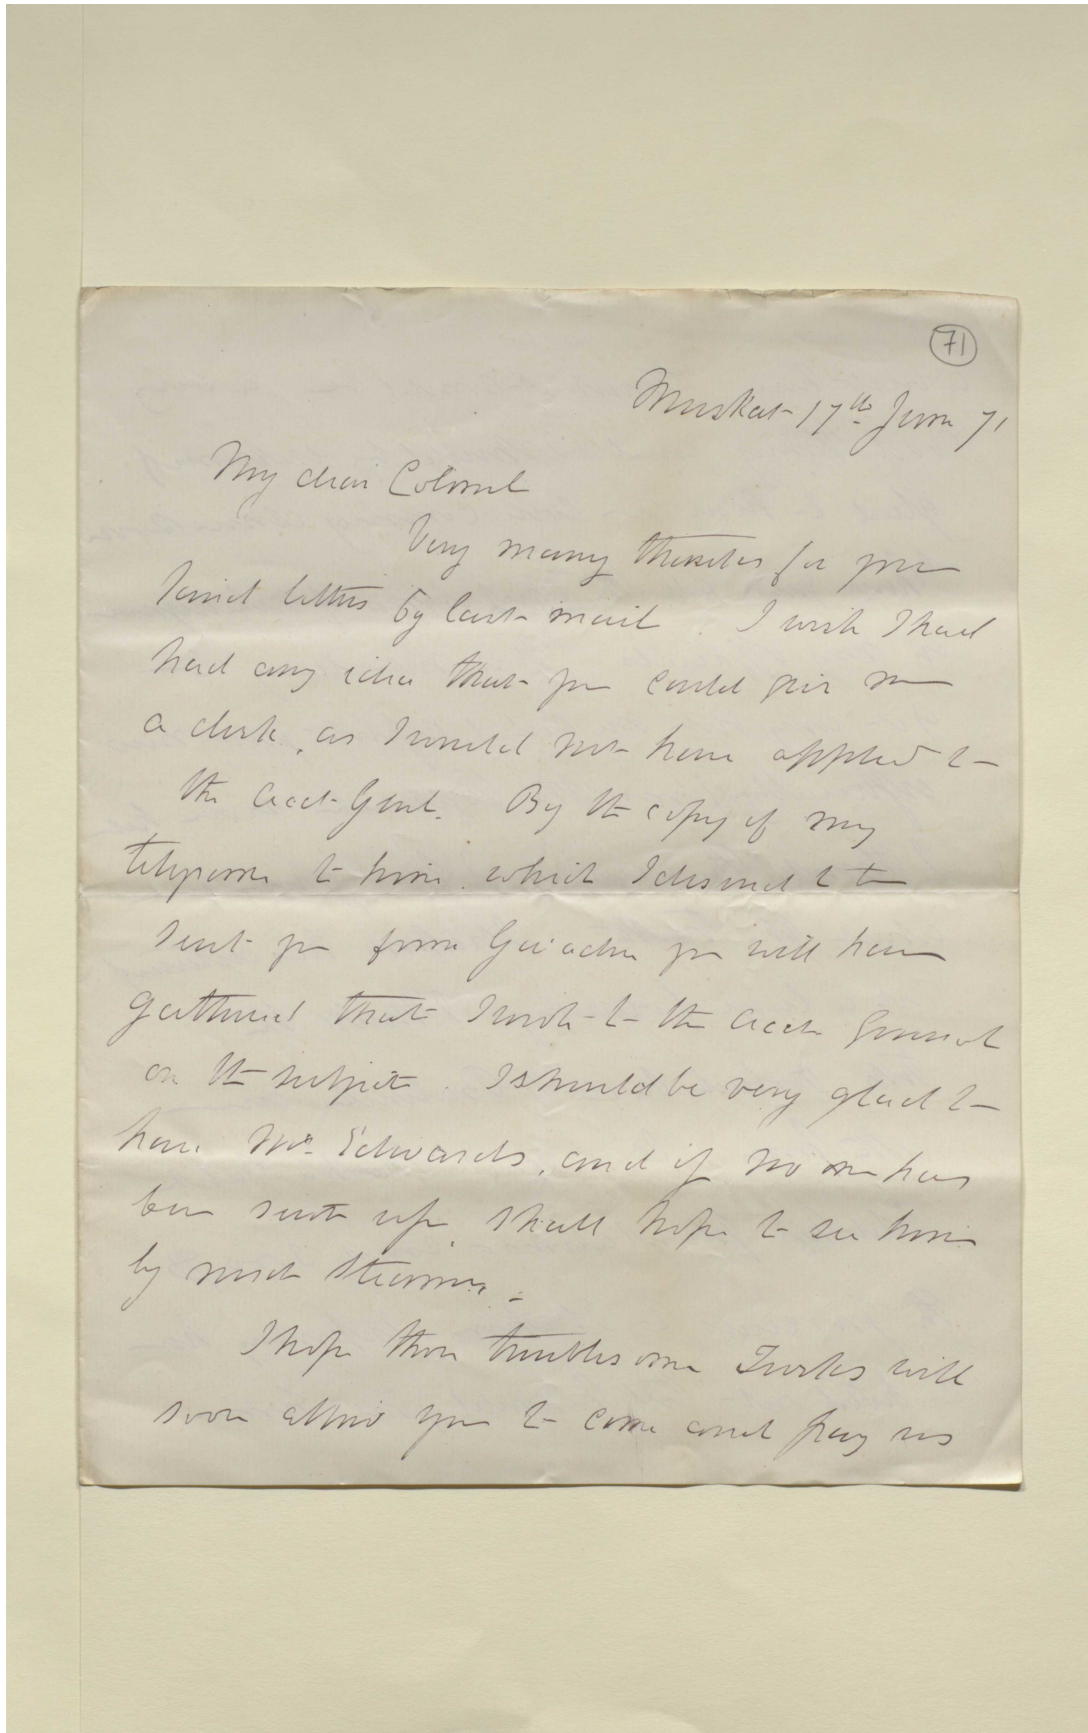 71
Muskat 17th June 71
My dear Colonel
Very many thanks for your
kind letters by last mail. I wish I had
had any idea that you could give me
a clerk, as I would not have applied to
the Acct Genl. By the copy of my
telegram to him which I desired to be
sent you from Gwadur you will have
gathered that I wrote to the Acct General
on the subject. I should be very glad to
have Mr. Edwards, and if no one has
been sent up, shall hope to see him
by next steamer.
I hope those troublesome Turks will
soon allow you to come and pay us